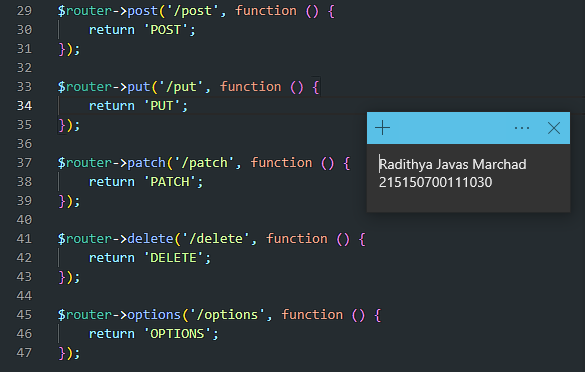 29 $router->post('/post', function () {
30     return 'POST';
31 });
32
33 $router->put('/put', function () {
34     return 'PUT';
35 });
36
37 $router->patch('/patch', function () {
38     return 'PATCH';
39 });
40
41 $router->delete('/delete', function () {
42     return 'DELETE';
43 });
44
45 $router->options('/options', function () {
46     return 'OPTIONS';
47 });
Radithya Javas Marchad
215150700111030